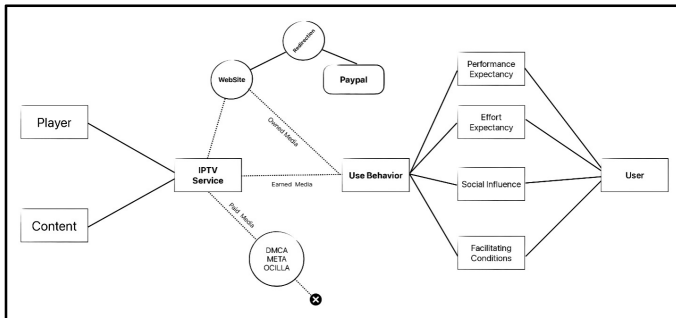 Redirection
WebSite
Paypal
Performance
Expectancy
Player
Owned Media
Effort
Expectancy
IPTV
Service
Earned Media
Use Behavior
Social Influence
User
Paid Media
Content
DMCA
META
OCILLA
Facilitating
Conditions